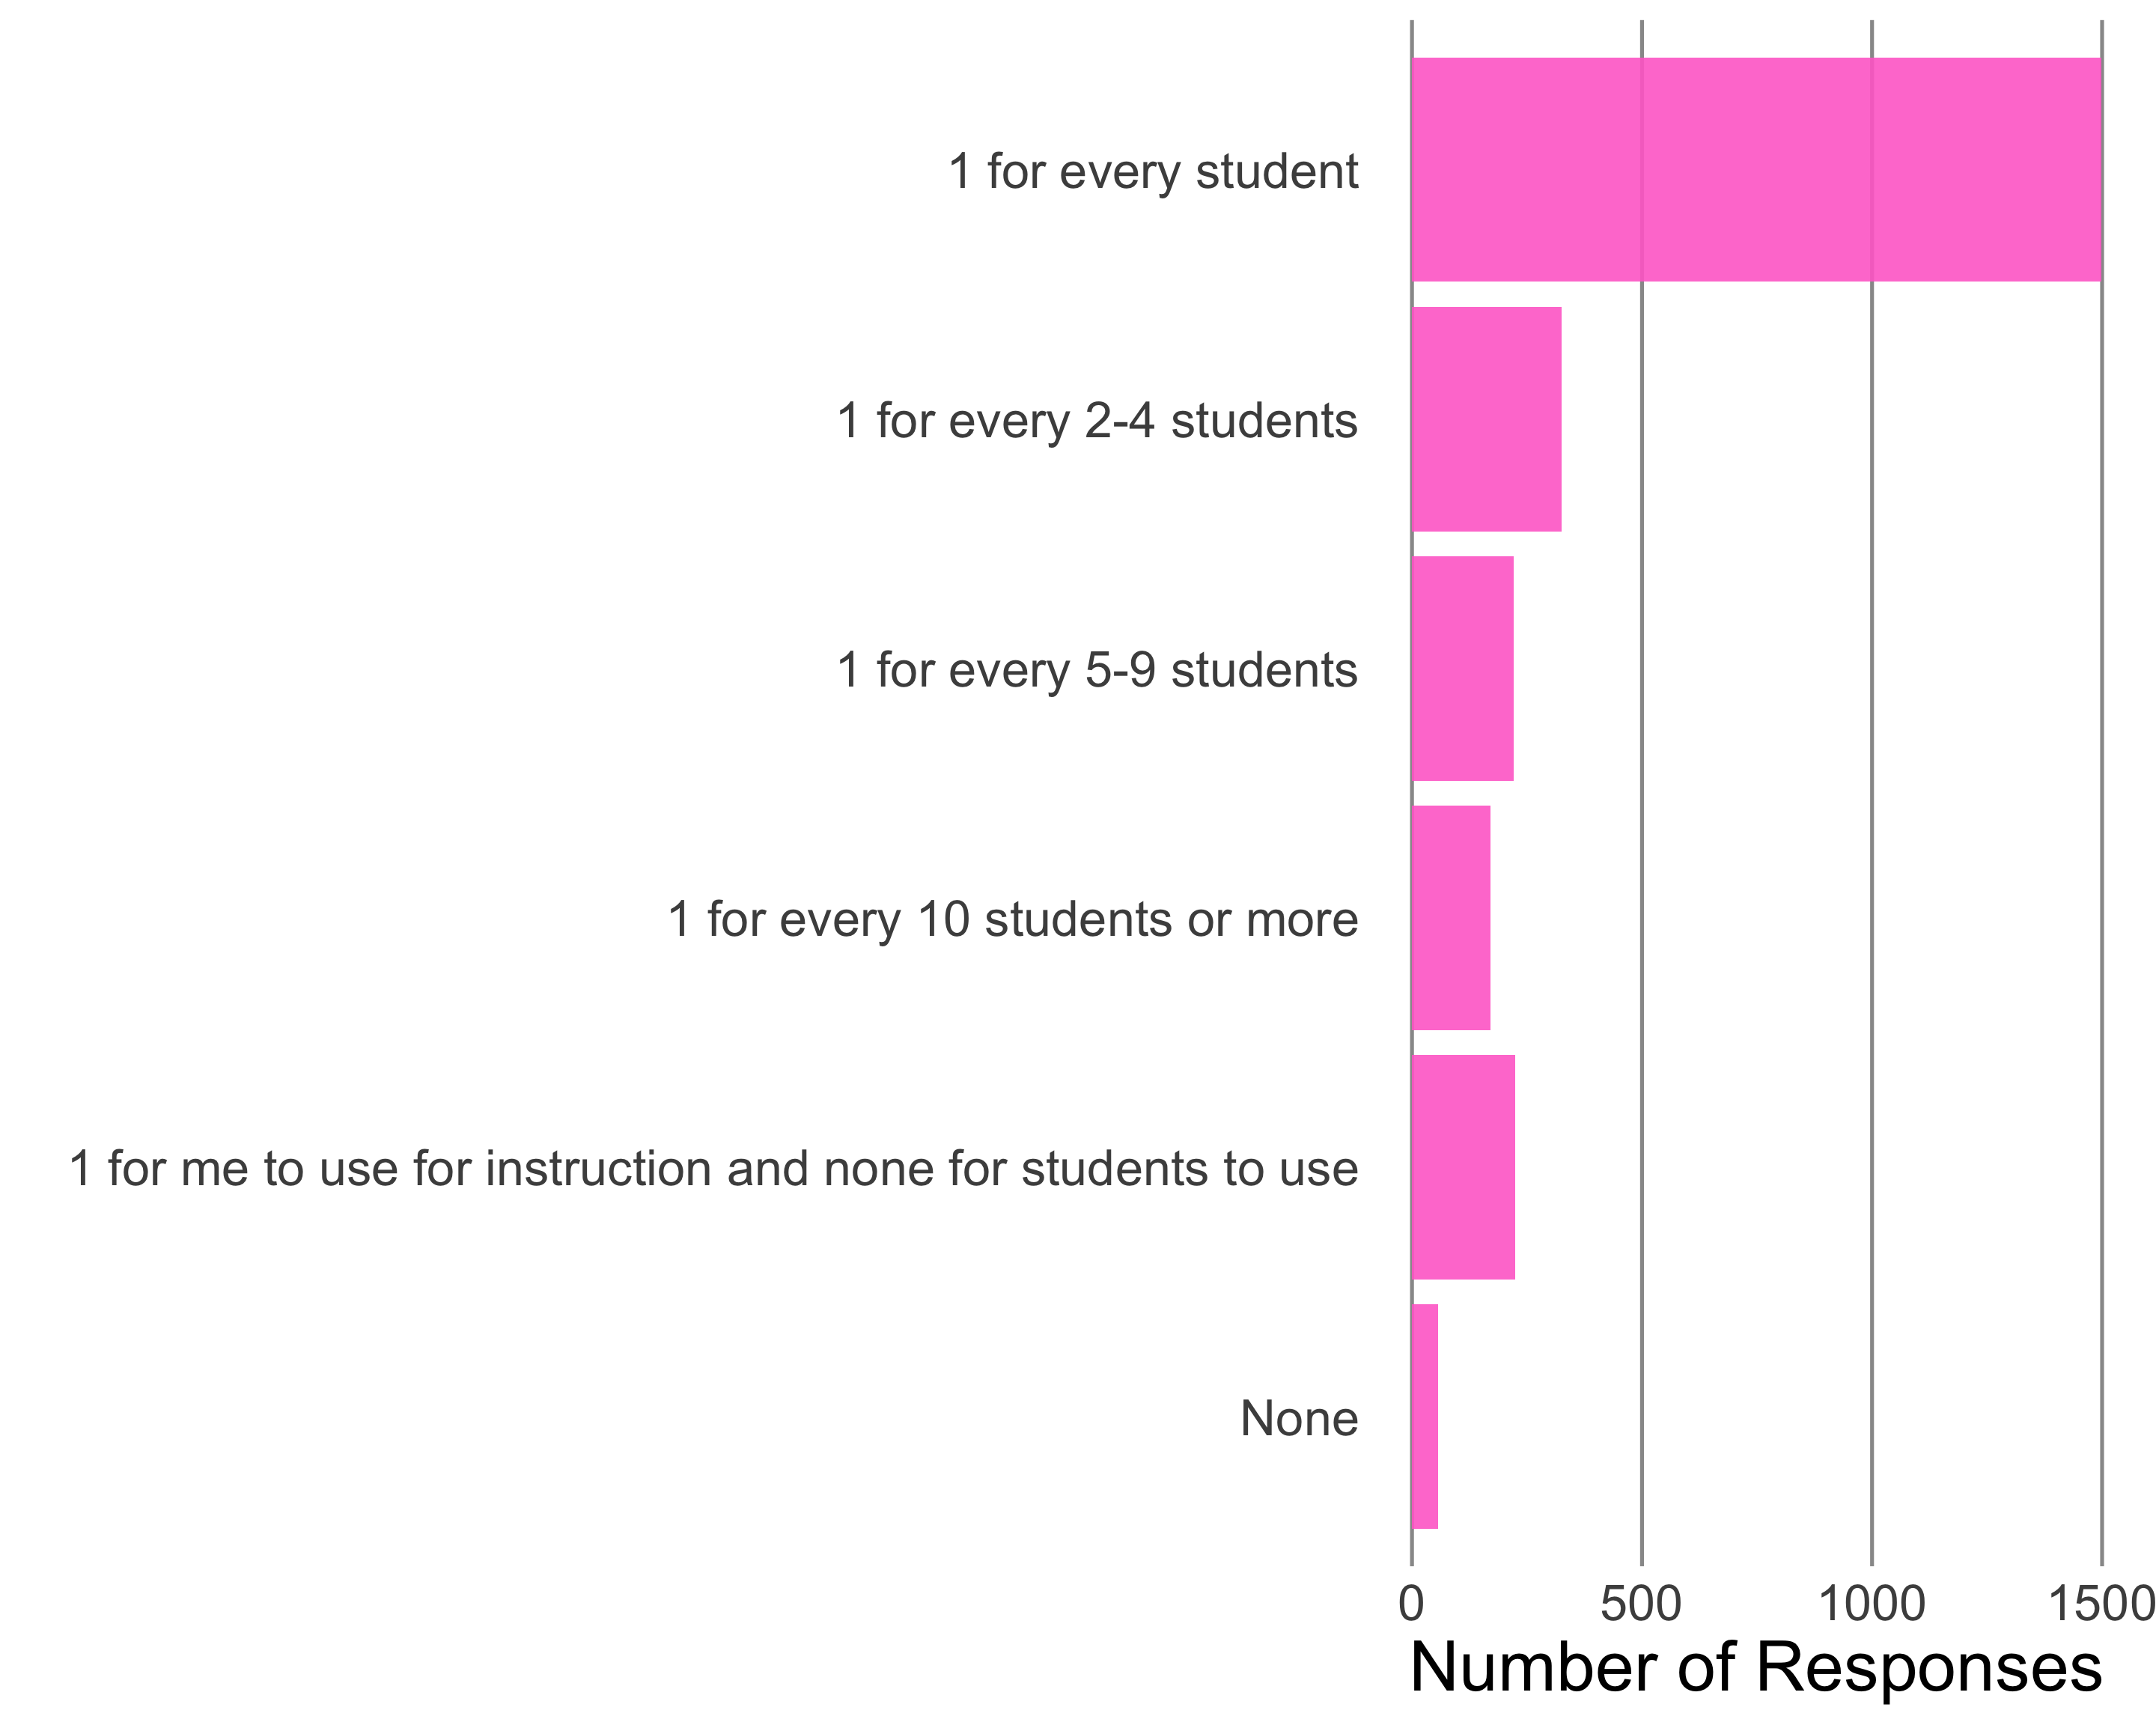 1 for every student
1 for every 2-4 students
1 for every 5-9 students
1 for every 10 students or more
1 for me to use for instruction and none for students to use
None
0 500 1000 1500
Number of Responses